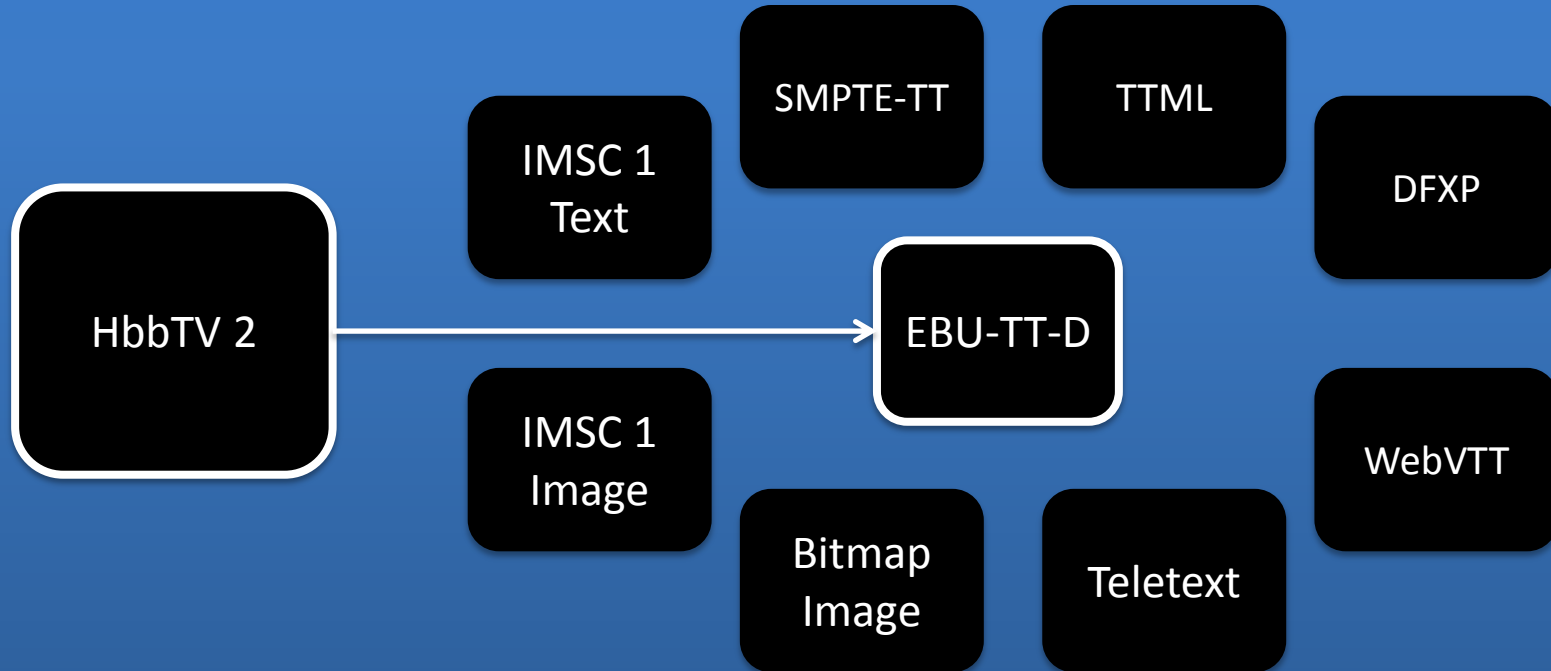 SMPTE-TT
TTML
IMSC 1
Text
DFXP
HbbTV 2
EBU-TT-D
IMSC 1
Image
WebVTT
Bitmap
Image
Teletext